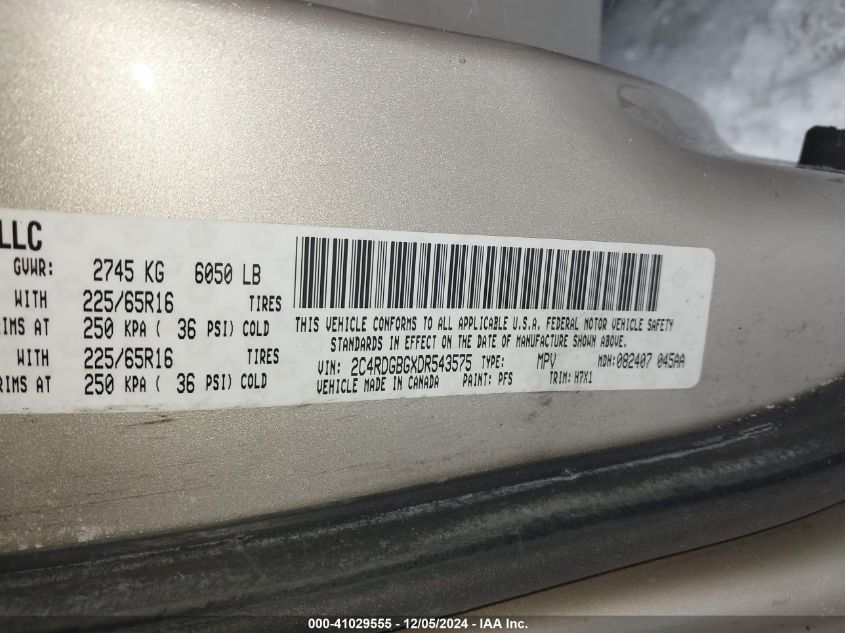 LLC
GVWR: 2745 KG 6050 LB
WITH 225/65R16 TIRES
RIMS AT 250 KPA ( 36 PSI) COLD
WITH 225/65R16 TIRES
RIMS AT 250 KPA ( 36 PSI) COLD
THIS VEHICLE CONFORMS TO ALL APPLICABLE U.S.A. FEDERAL MOTOR VEHICLE SAFETY
STANDARDS IN EFFECT ON THE DATE OF MANUFACTURE SHOWN ABOVE.
VIN: 2C4RDGBGXDR543575 TYPE: MPV MDH:082407 045AA
VEHICLE MADE IN CANADA PAINT: PFS TRIM: H7X1
000-41029555 - 12/05/2024 - IAA Inc.